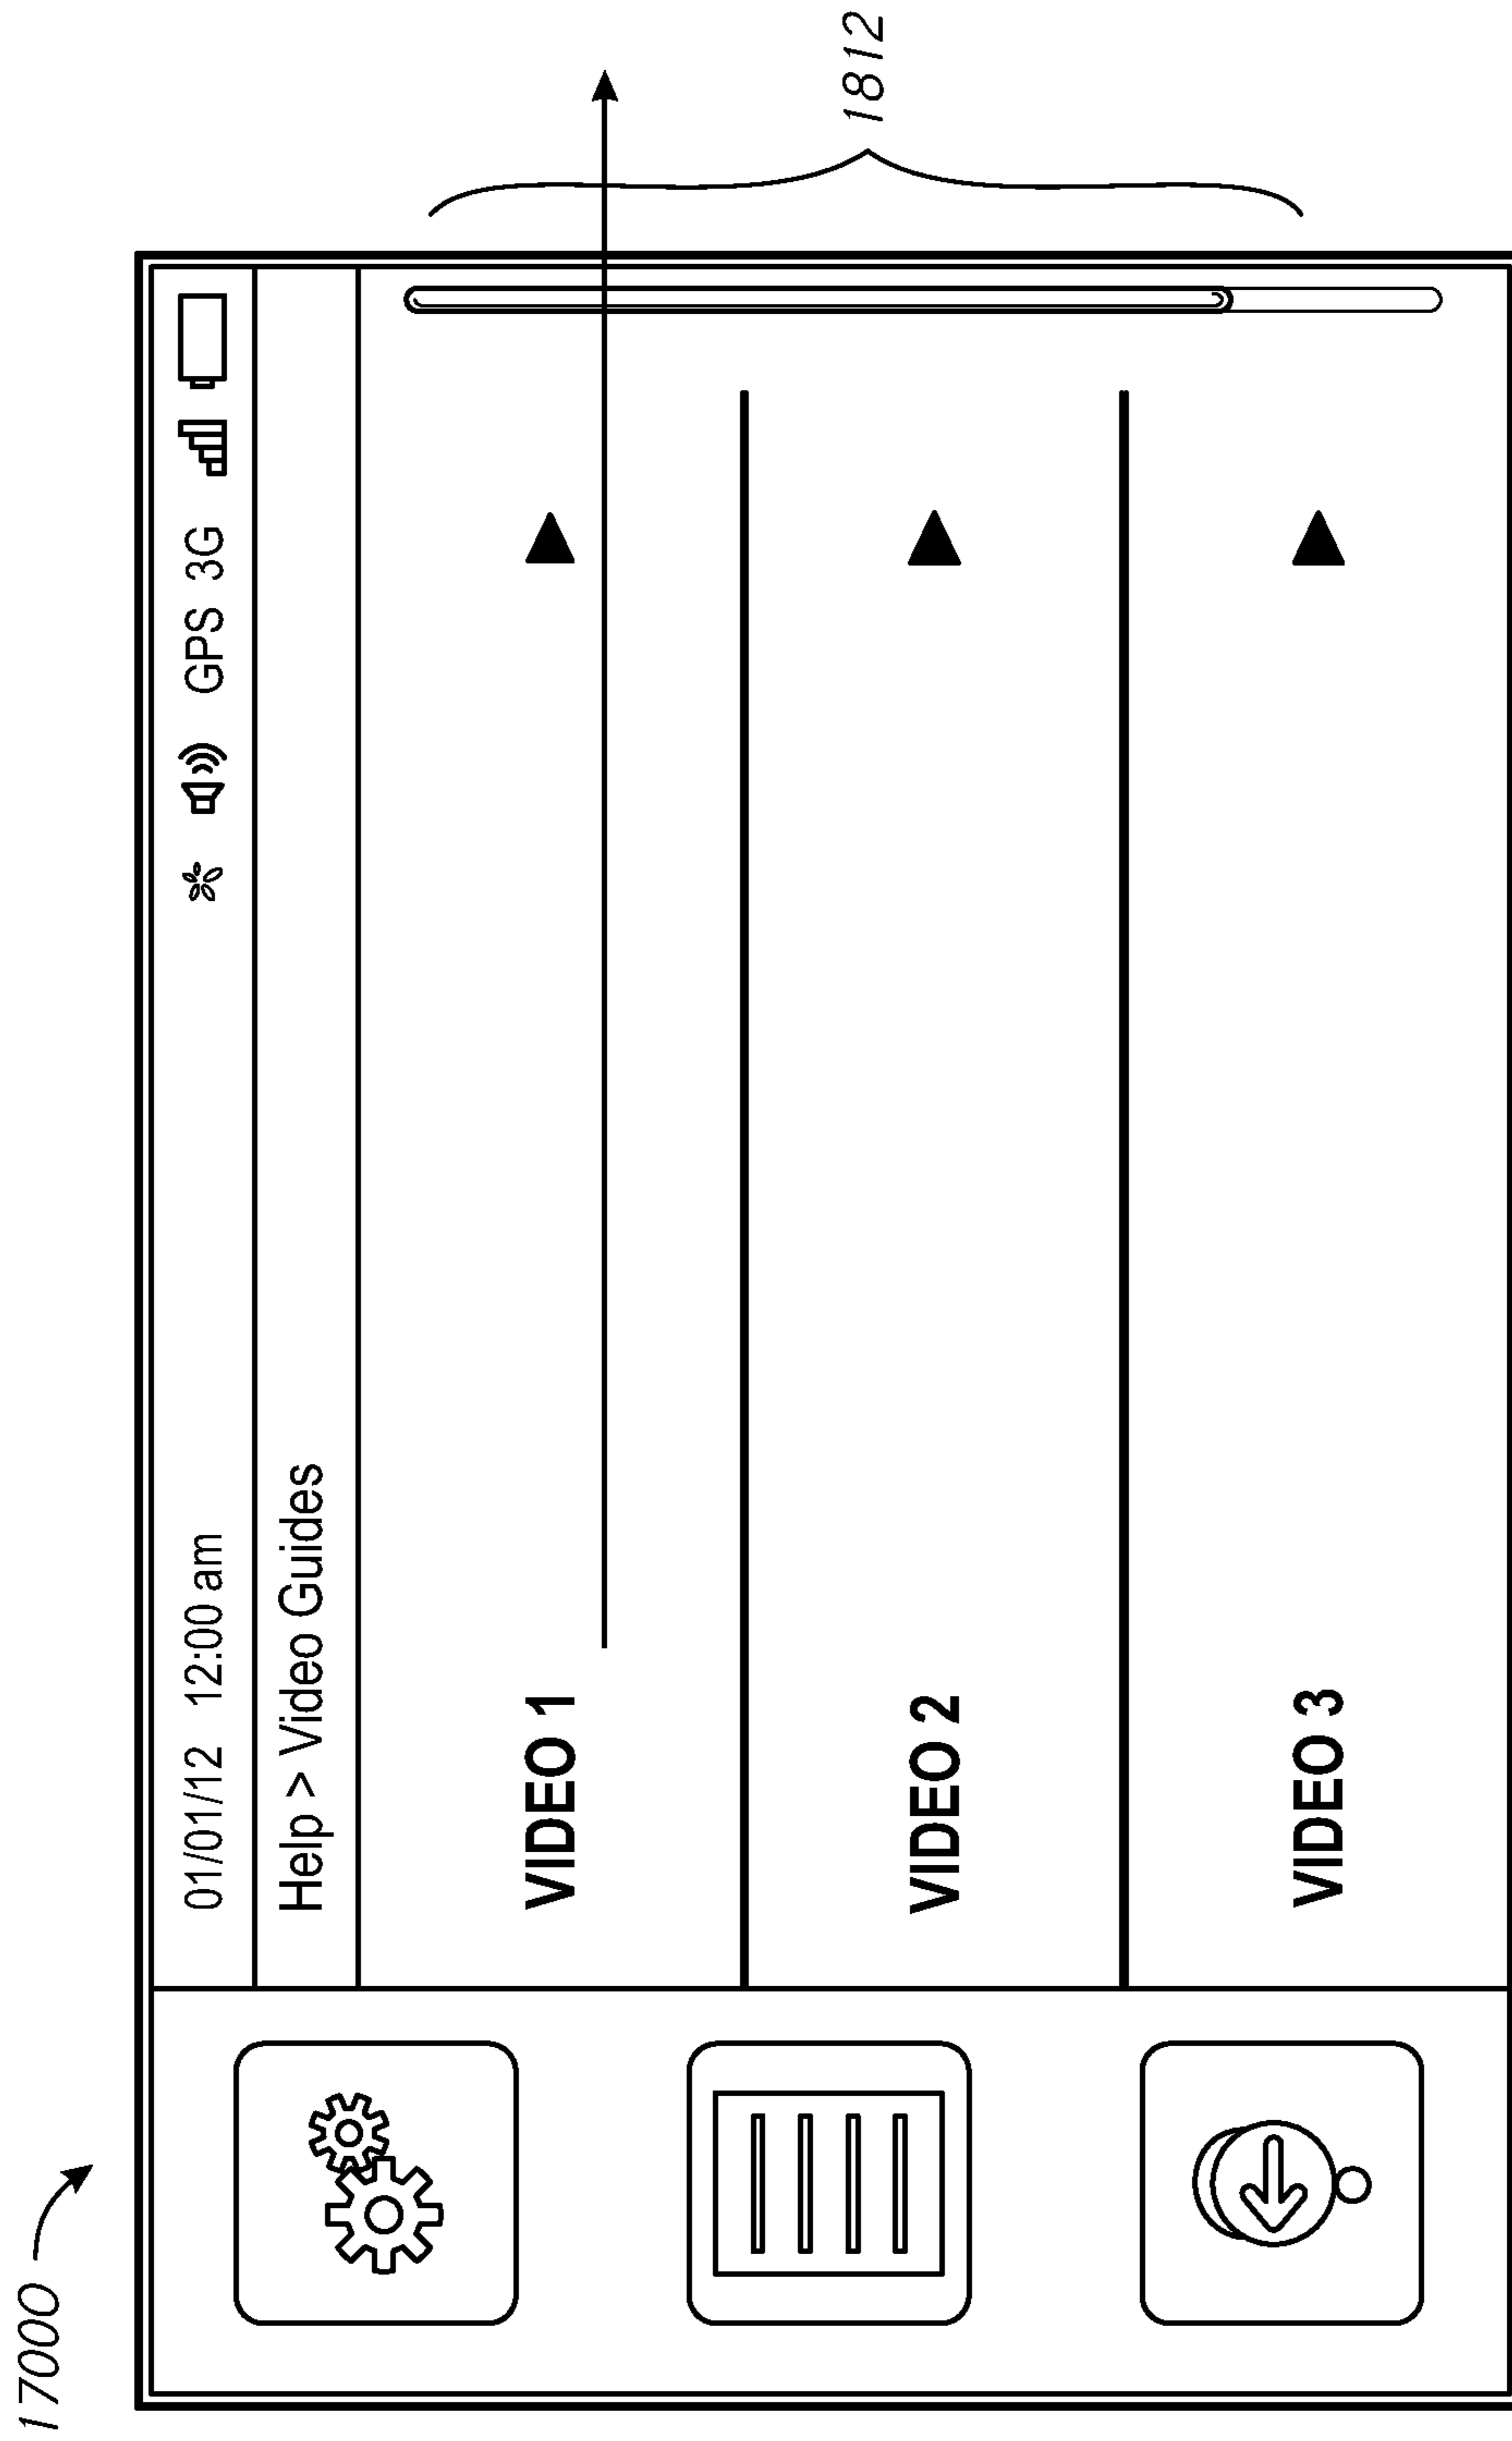 17000
01/01/12 12:00 am GPS 3G
Help > Video Guides
VIDEO 1
VIDEO 2
VIDEO 3
1812